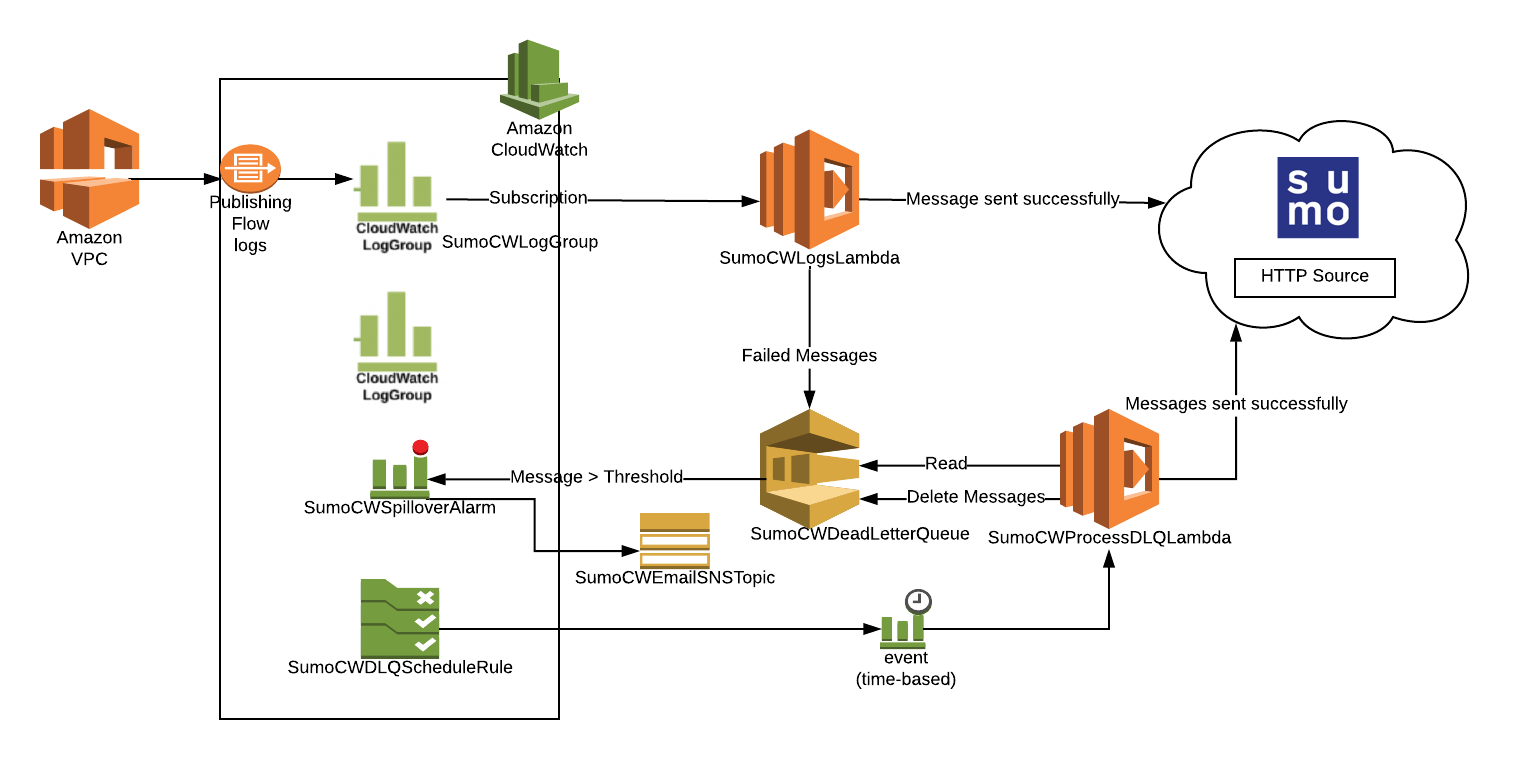 Amazon
CloudWatch
Amazon
VPC
Publishing
Flow
logs
CloudWatch
LogGroup
SumoCWLogGroup
Subscription
SumoCWLogsLambda
Message sent successfully
su
mo
HTTP Source
CloudWatch
LogGroup
Failed Messages
Messages sent successfully
SumoCWSpilloverAlarm
Message > Threshold
SumoCWDeadLetterQueue
Read
Delete Messages
SumoCWProcessDLQLambda
SumoCWEmailSNSTopic
SumoCWDLQScheduleRule
event
(time-based)